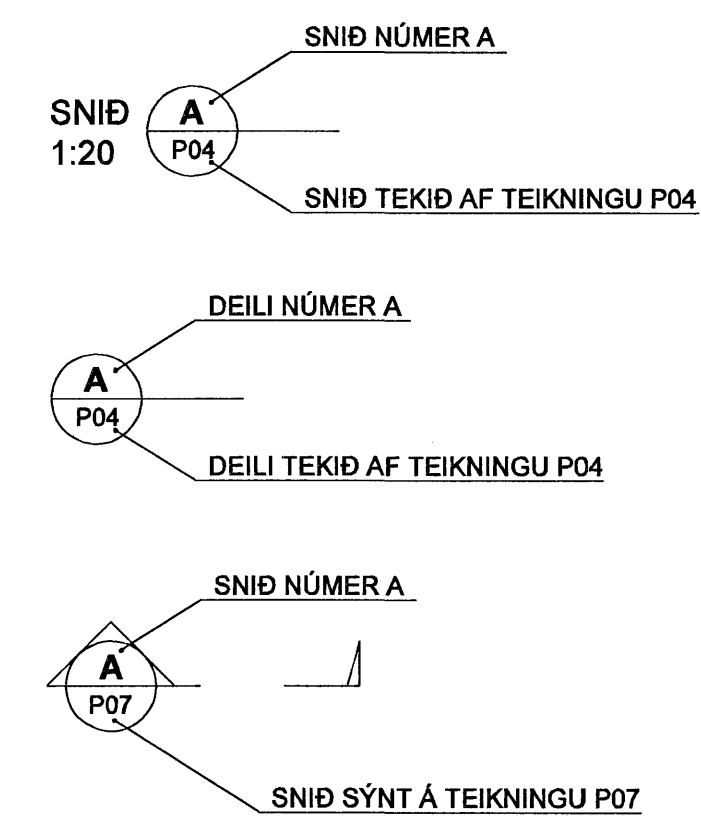 SNIÐ NÚMER A
SNIÐ
1:20
A
P04
SNIÐ TEKIÐ AF TEIKNINGU P04
DEILI NÚMER A
A
P04
DEILI TEKIÐ AF TEIKNINGU P04
SNIÐ NÚMER A
A
P07
SNIÐ SÝNT Á TEIKNINGU P07